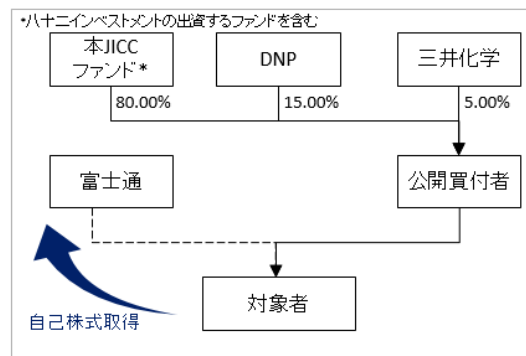 *八十二インベストメントの出資するファンドを含む
本JICC
ファンド*
DNP
三井化学
80.00%
15.00%
5.00%
富士通
公開買付者
対象者
自己株式取得